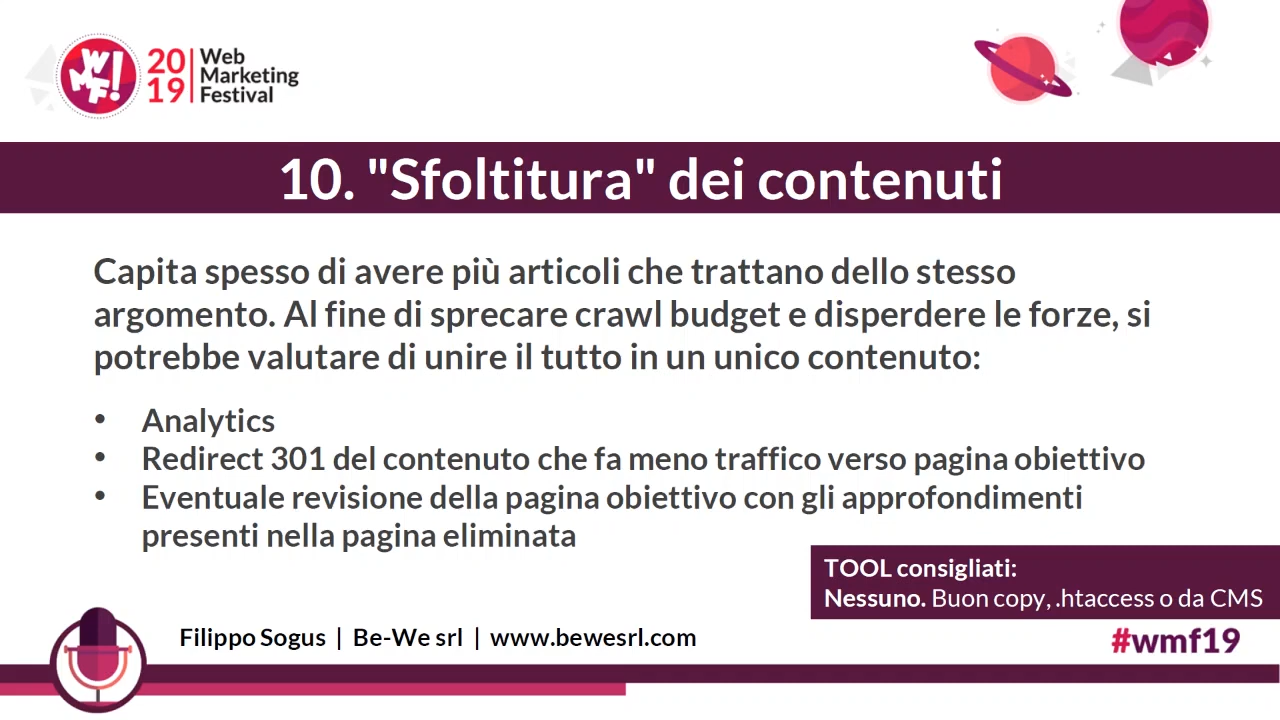 WMF!
2019
Web
Marketing
Festival
10. "Sfoltitura" dei contenuti
Capita spesso di avere più articoli che trattano dello stesso
argomento. Al fine di sprecare crawl budget e disperdere le forze, si
potrebbe valutare di unire il tutto in un unico contenuto:
• Analytics
• Redirect 301 del contenuto che fa meno traffico verso pagina obiettivo
• Eventuale revisione della pagina obiettivo con gli approfondimenti
presenti nella pagina eliminata
TOOL consigliati:
Nessuno. Buon copy, .htaccess o da CMS
Filippo Sogus | Be-We srl | www.bewesrl.com
#wmf19